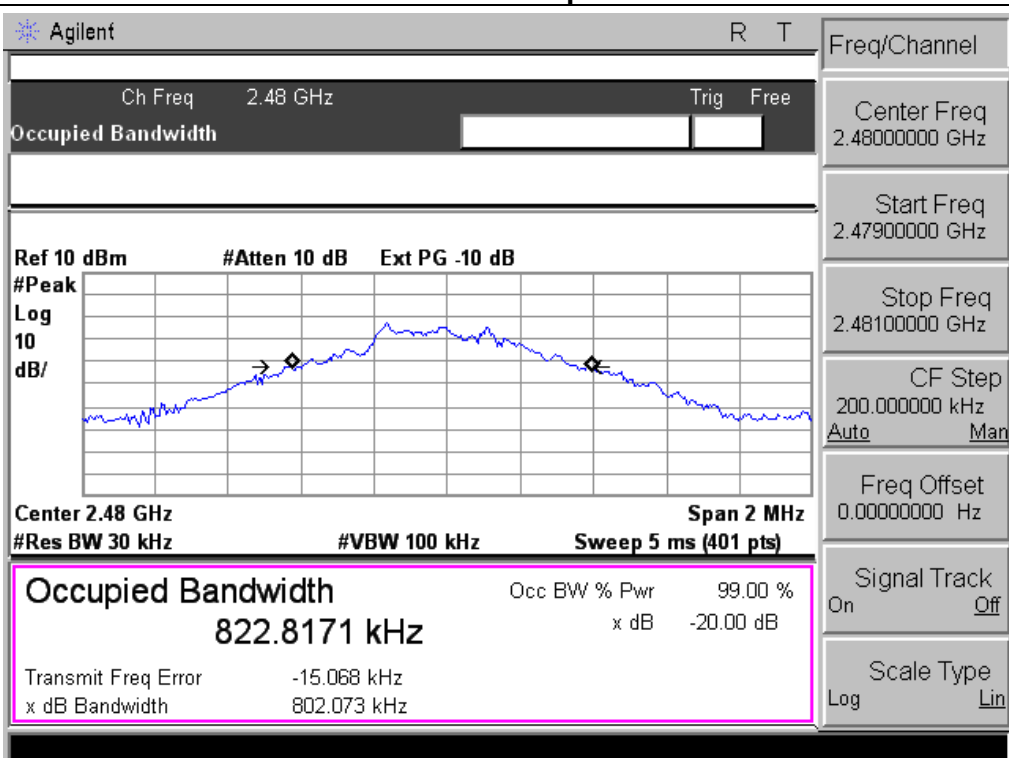 Agilent R T
Ch Freq 2.48 GHz Trig Free
Occupied Bandwidth
Ref 10 dBm #Atten 10 dB Ext PG -10 dB
#Peak
Log
10
dB/
Center 2.48 GHz Span 2 MHz
#Res BW 30 kHz #VBW 100 kHz Sweep 5 ms (401 pts)
Occupied Bandwidth
822.8171 kHz
Occ BW % Pwr 99.00 %
x dB -20.00 dB
Transmit Freq Error -15.068 kHz
x dB Bandwidth 802.073 kHz
Freq/Channel
Center Freq
2.48000000 GHz
Start Freq
2.47900000 GHz
Stop Freq
2.48100000 GHz
CF Step
200.000000 kHz
Auto Man
Freq Offset
0.00000000 Hz
Signal Track
On Off
Scale Type
Log Lin